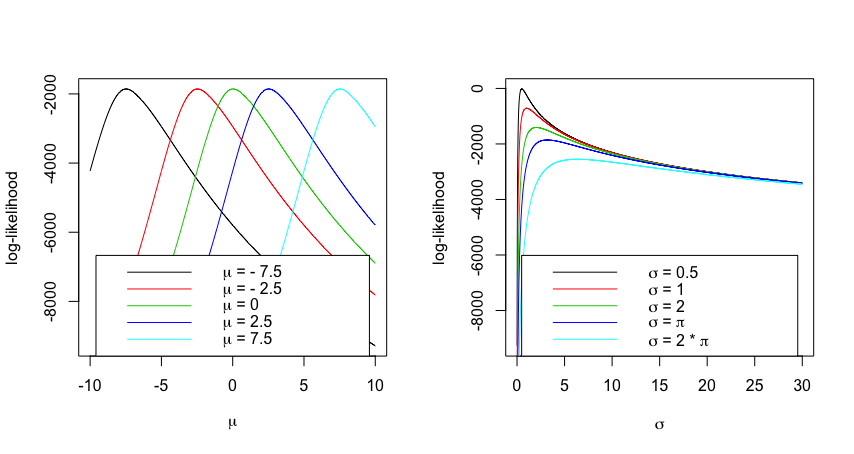 log-likelihood
-2000
-4000
-6000
-8000
μ = - 7.5
μ = - 2.5
μ = 0
μ = 2.5
μ = 7.5
-10 -5 0 5 10
μ
log-likelihood
0
-2000
-4000
-6000
-8000
σ = 0.5
σ = 1
σ = 2
σ = π
σ = 2 * π
0 5 10 15 20 25 30
σ